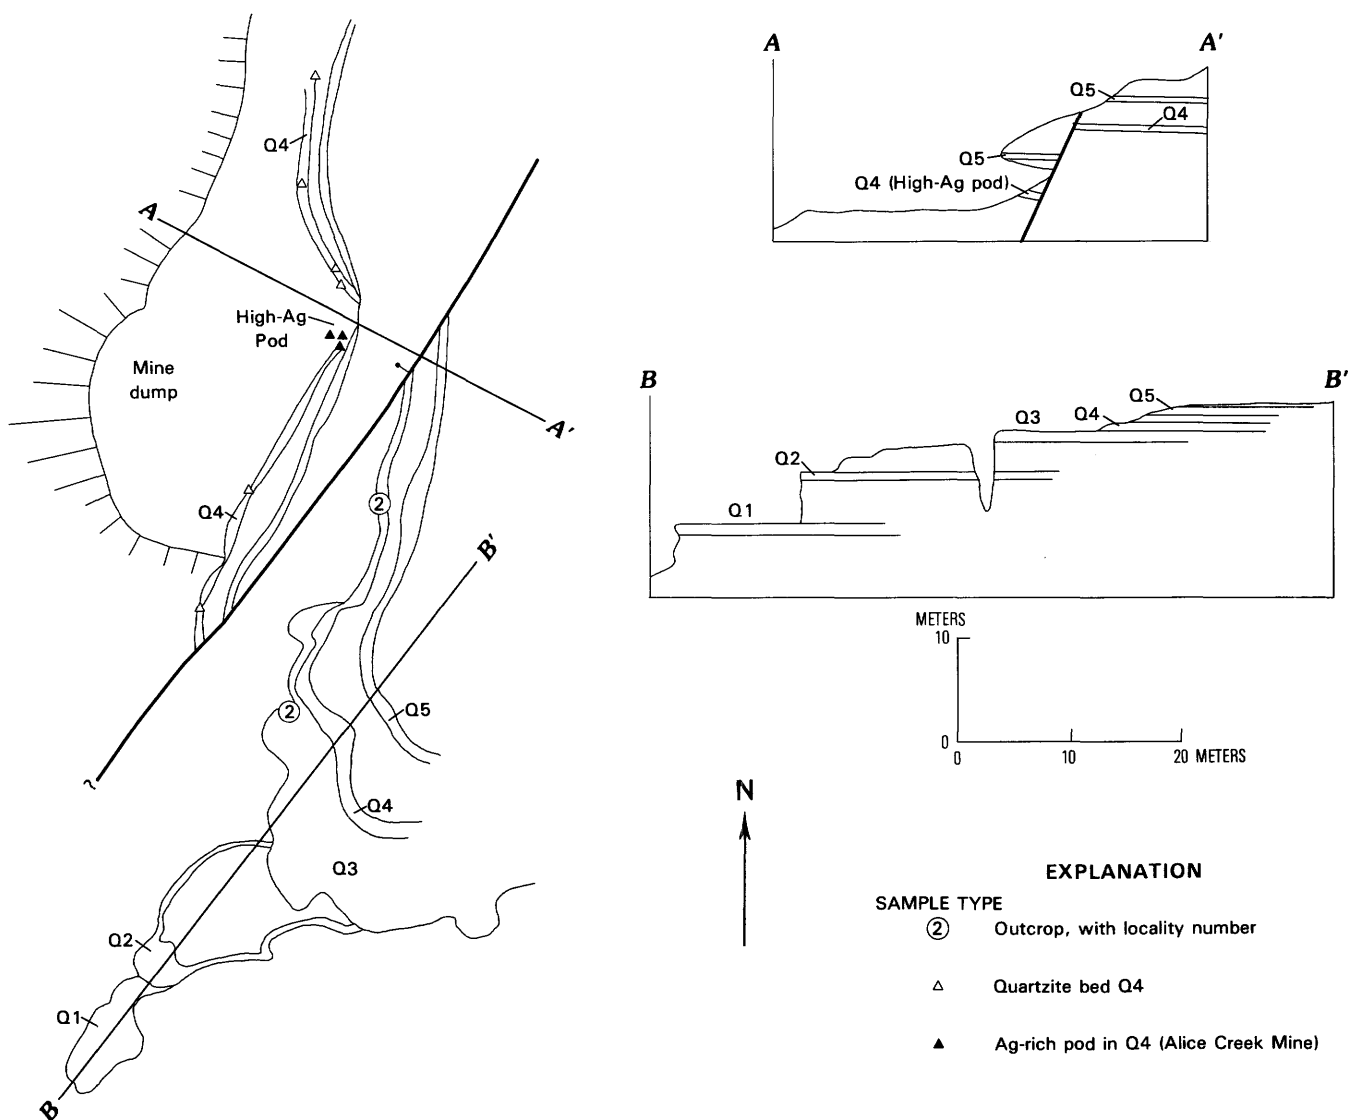 Q4
A
High-Ag
Pod
Mine
dump
A'
2
Q4
B'
2
Q5
Q4
Q3
Q2
Q1
B
A
A'
Q5
Q4
Q5
Q4 (High-Ag pod)
B
B'
Q5
Q4
Q3
Q2
Q1
METERS
10
0
0
10
20 METERS
N
EXPLANATION
SAMPLE TYPE
2 Outcrop, with locality number
Quartzite bed Q4
Ag-rich pod in Q4 (Alice Creek Mine)
?